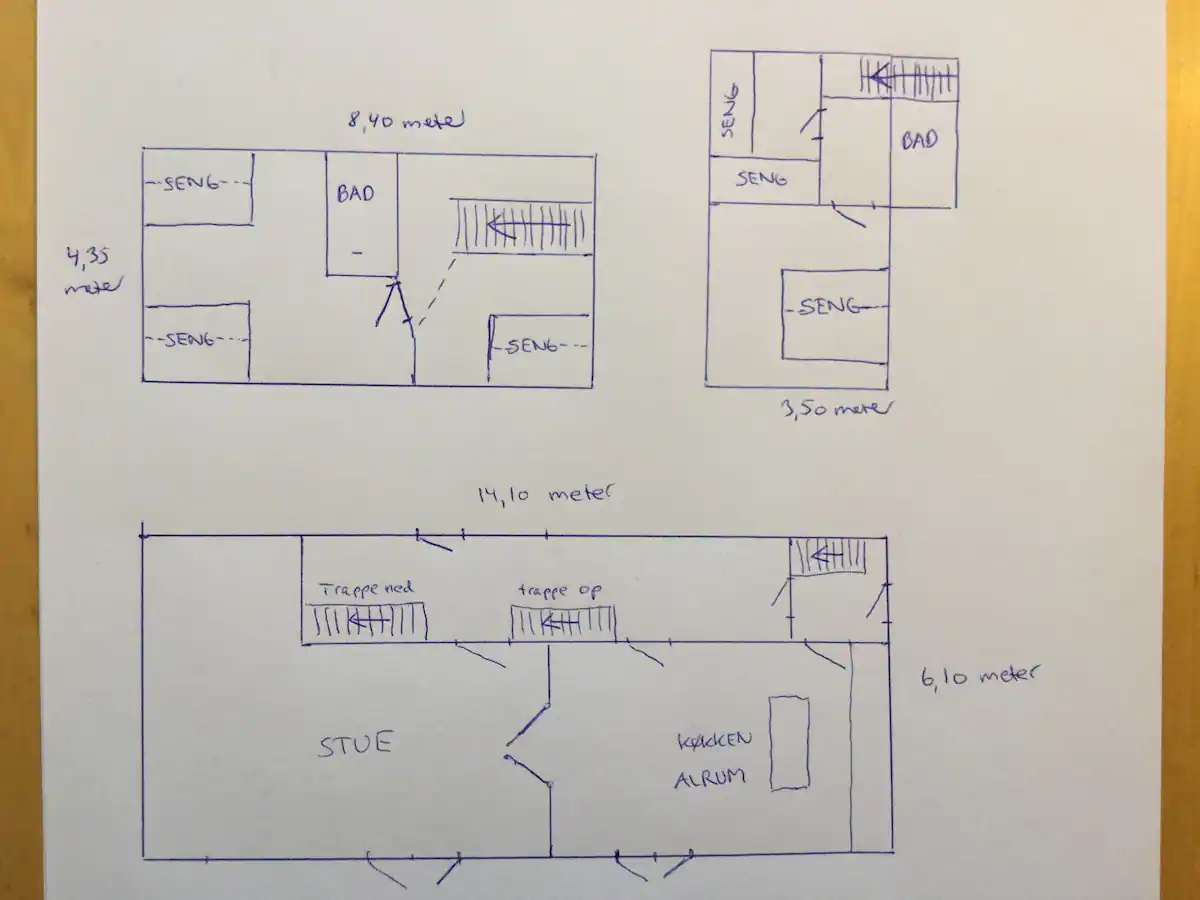 8,40 meter
SENG
BAD
4,35
meter
SENG
SENG
SENG
BAD
SENG
SENG
3,50 meter
14,10 meter
Trappe ned
trappe op
6,10 meter
STUE
KØKKEN
ALRUM